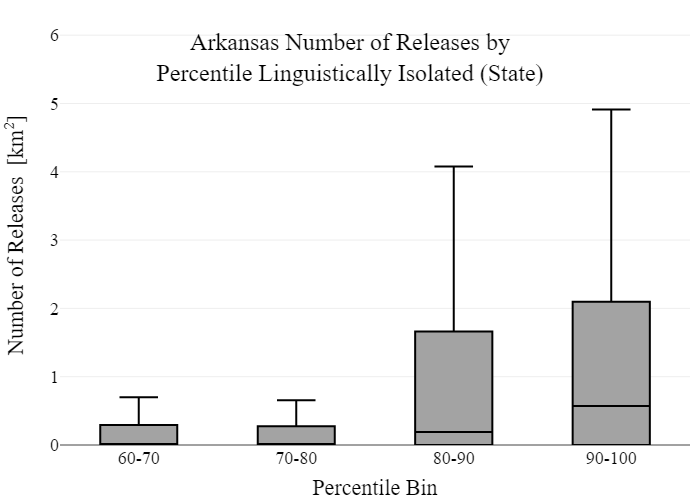 Arkansas Number of Releases by
Percentile Linguistically Isolated (State)
Number of Releases [km²]
6
5
4
3
2
1
0
60-70
70-80
80-90
90-100
Percentile Bin